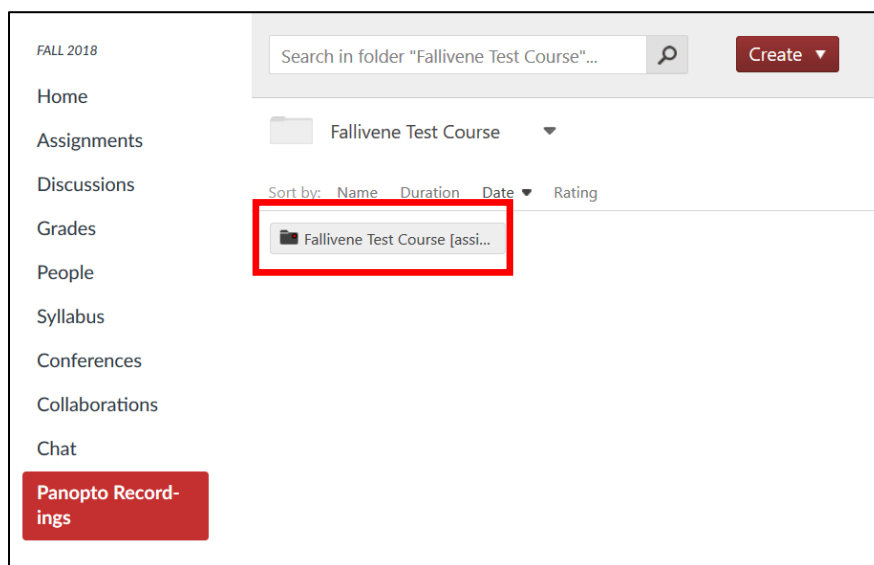 FALL 2018
Home
Assignments
Discussions
Grades
People
Syllabus
Conferences
Collaborations
Chat
Panopto Record-
ings
Search in folder "Fallivene Test Course"...
Create
Fallivene Test Course
Sort by: Name Duration Date Rating
Fallivene Test Course [assi...